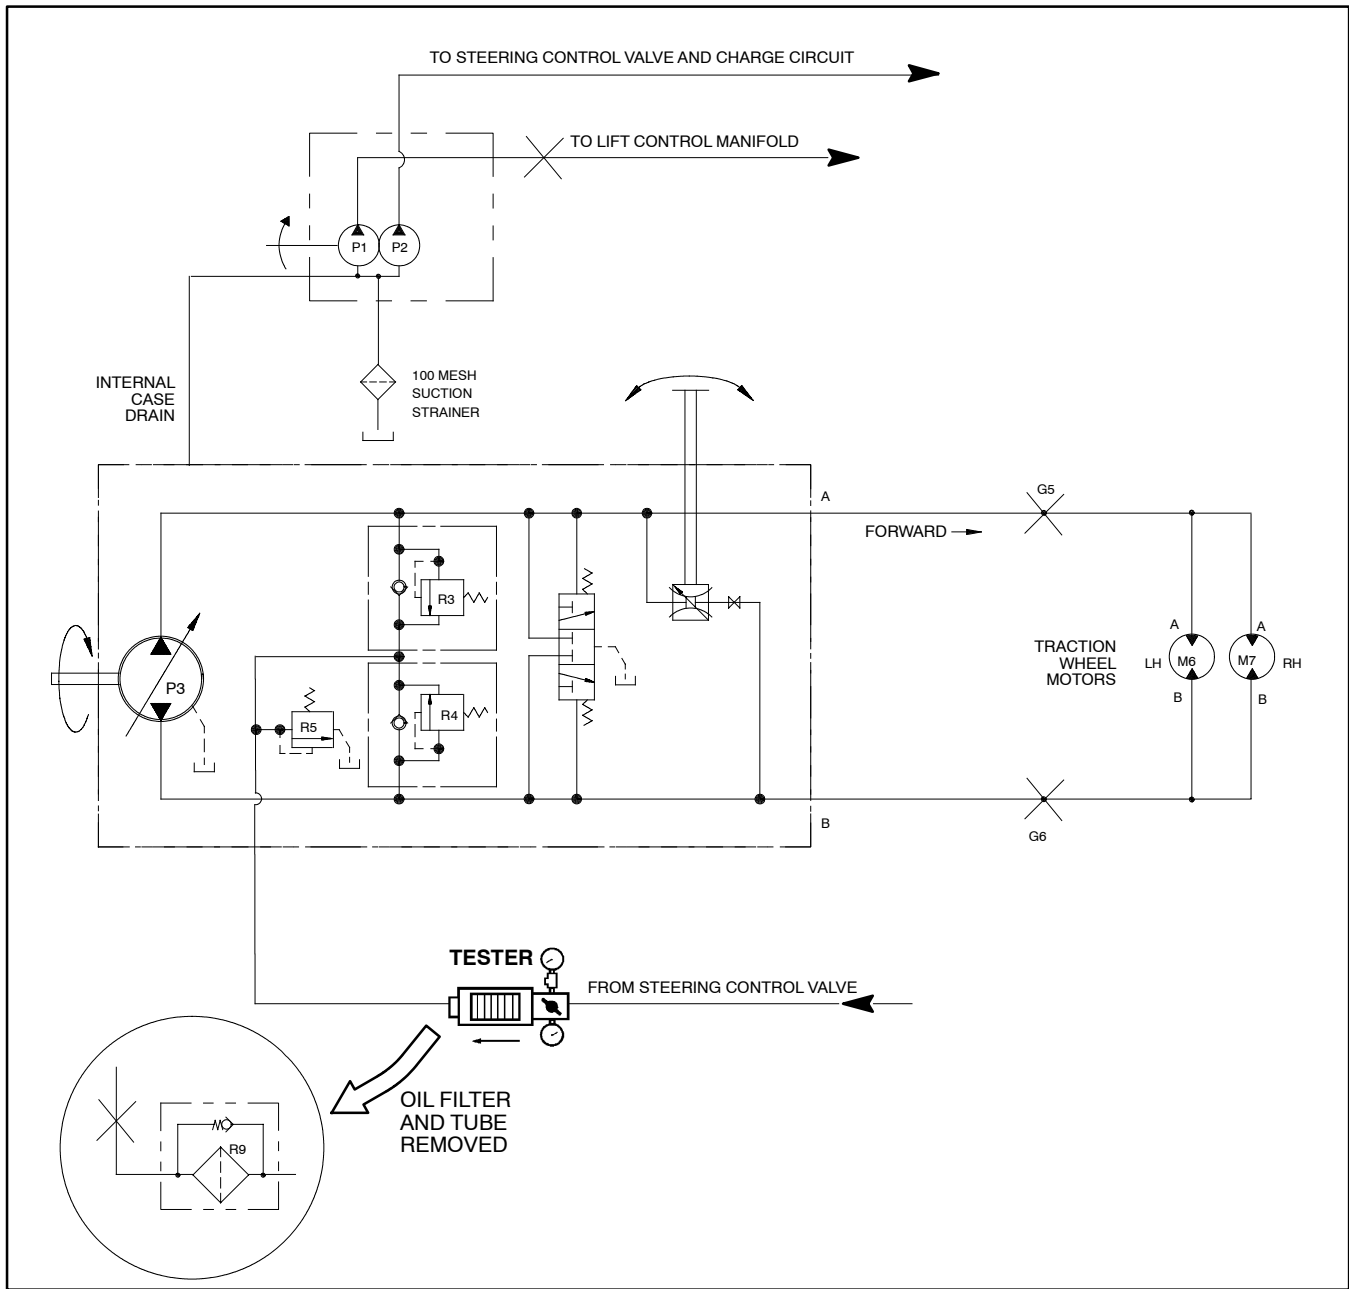 TO STEERING CONTROL VALVE AND CHARGE CIRCUIT
TO LIFT CONTROL MANIFOLD
P1
P2
INTERNAL
CASE
DRAIN
100 MESH
SUCTION
STRAINER
A
G5
FORWARD
R3
P3
R5
R4
TRACTION
WHEEL
MOTORS
A
A
LH
M6
M7
RH
B
B
B
G6
TESTER
FROM STEERING CONTROL VALVE
OIL FILTER
AND TUBE
REMOVED
R9